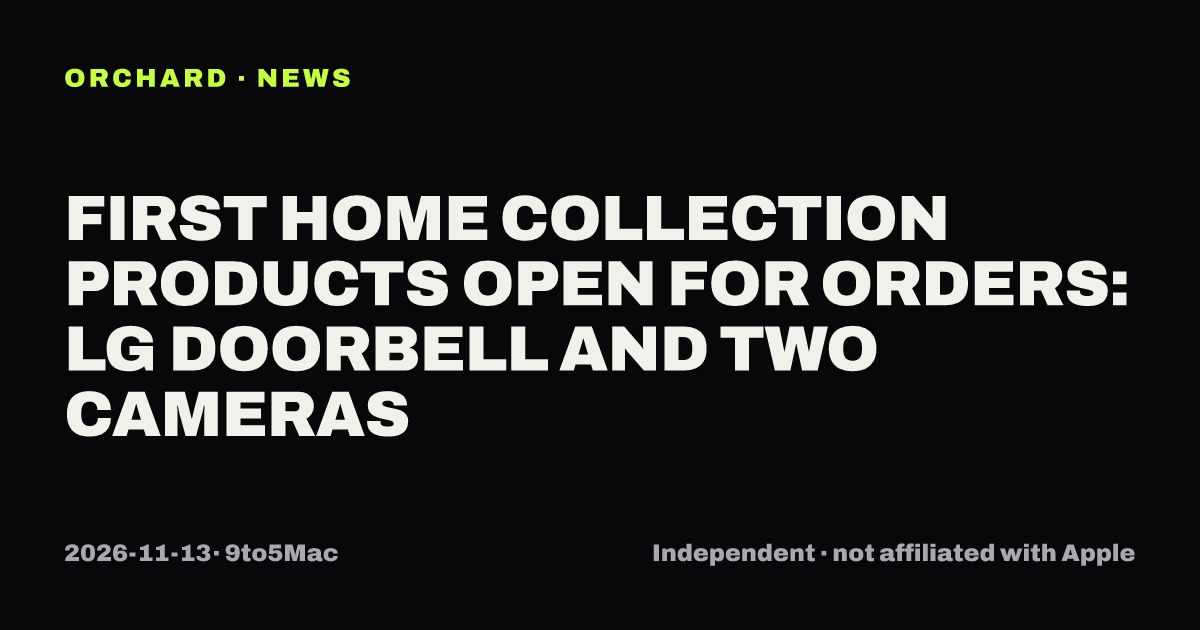 ORCHARD · NEWS
FIRST HOME COLLECTION
PRODUCTS OPEN FOR ORDERS:
LG DOORBELL AND TWO
CAMERAS
2026-11-13 · 9to5Mac
Independent · not affiliated with Apple